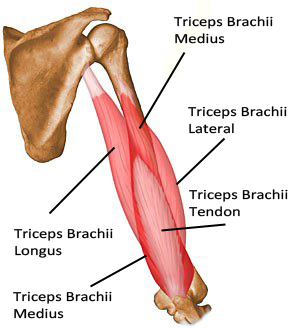 Triceps Brachii
Medius
Triceps Brachii
Lateral
Triceps Brachii
Tendon
Triceps Brachii
Longus
Triceps Brachii
Medius